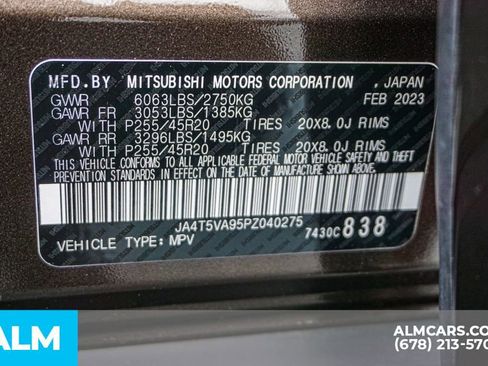 MFD.BY MITSUBISHI MOTORS CORPORATION , JAPAN
GVWR 6063LBS/2750KG FEB 2023
GAWR FR 3053LBS/1385KG
WITH P255/45R20 TIRES 20X8.0J RIMS
GAWR RR 3296LBS/1495KG
WITH P255/45R20 TIRES 20X8.0J RIMS
THIS VEHICLE CONFORMS TO ALL APPLICABLE FEDERAL MOTOR VEHICLE SAFETY AND
STANDARDS IN EFFECT ON THE DATE OF MANUFACTURE SHOWN ABOVE.
JA4T5VA95PZ040275
7430C 838
VEHICLE TYPE: MPV
ALM
ALMCARS.COM
(678) 213-570